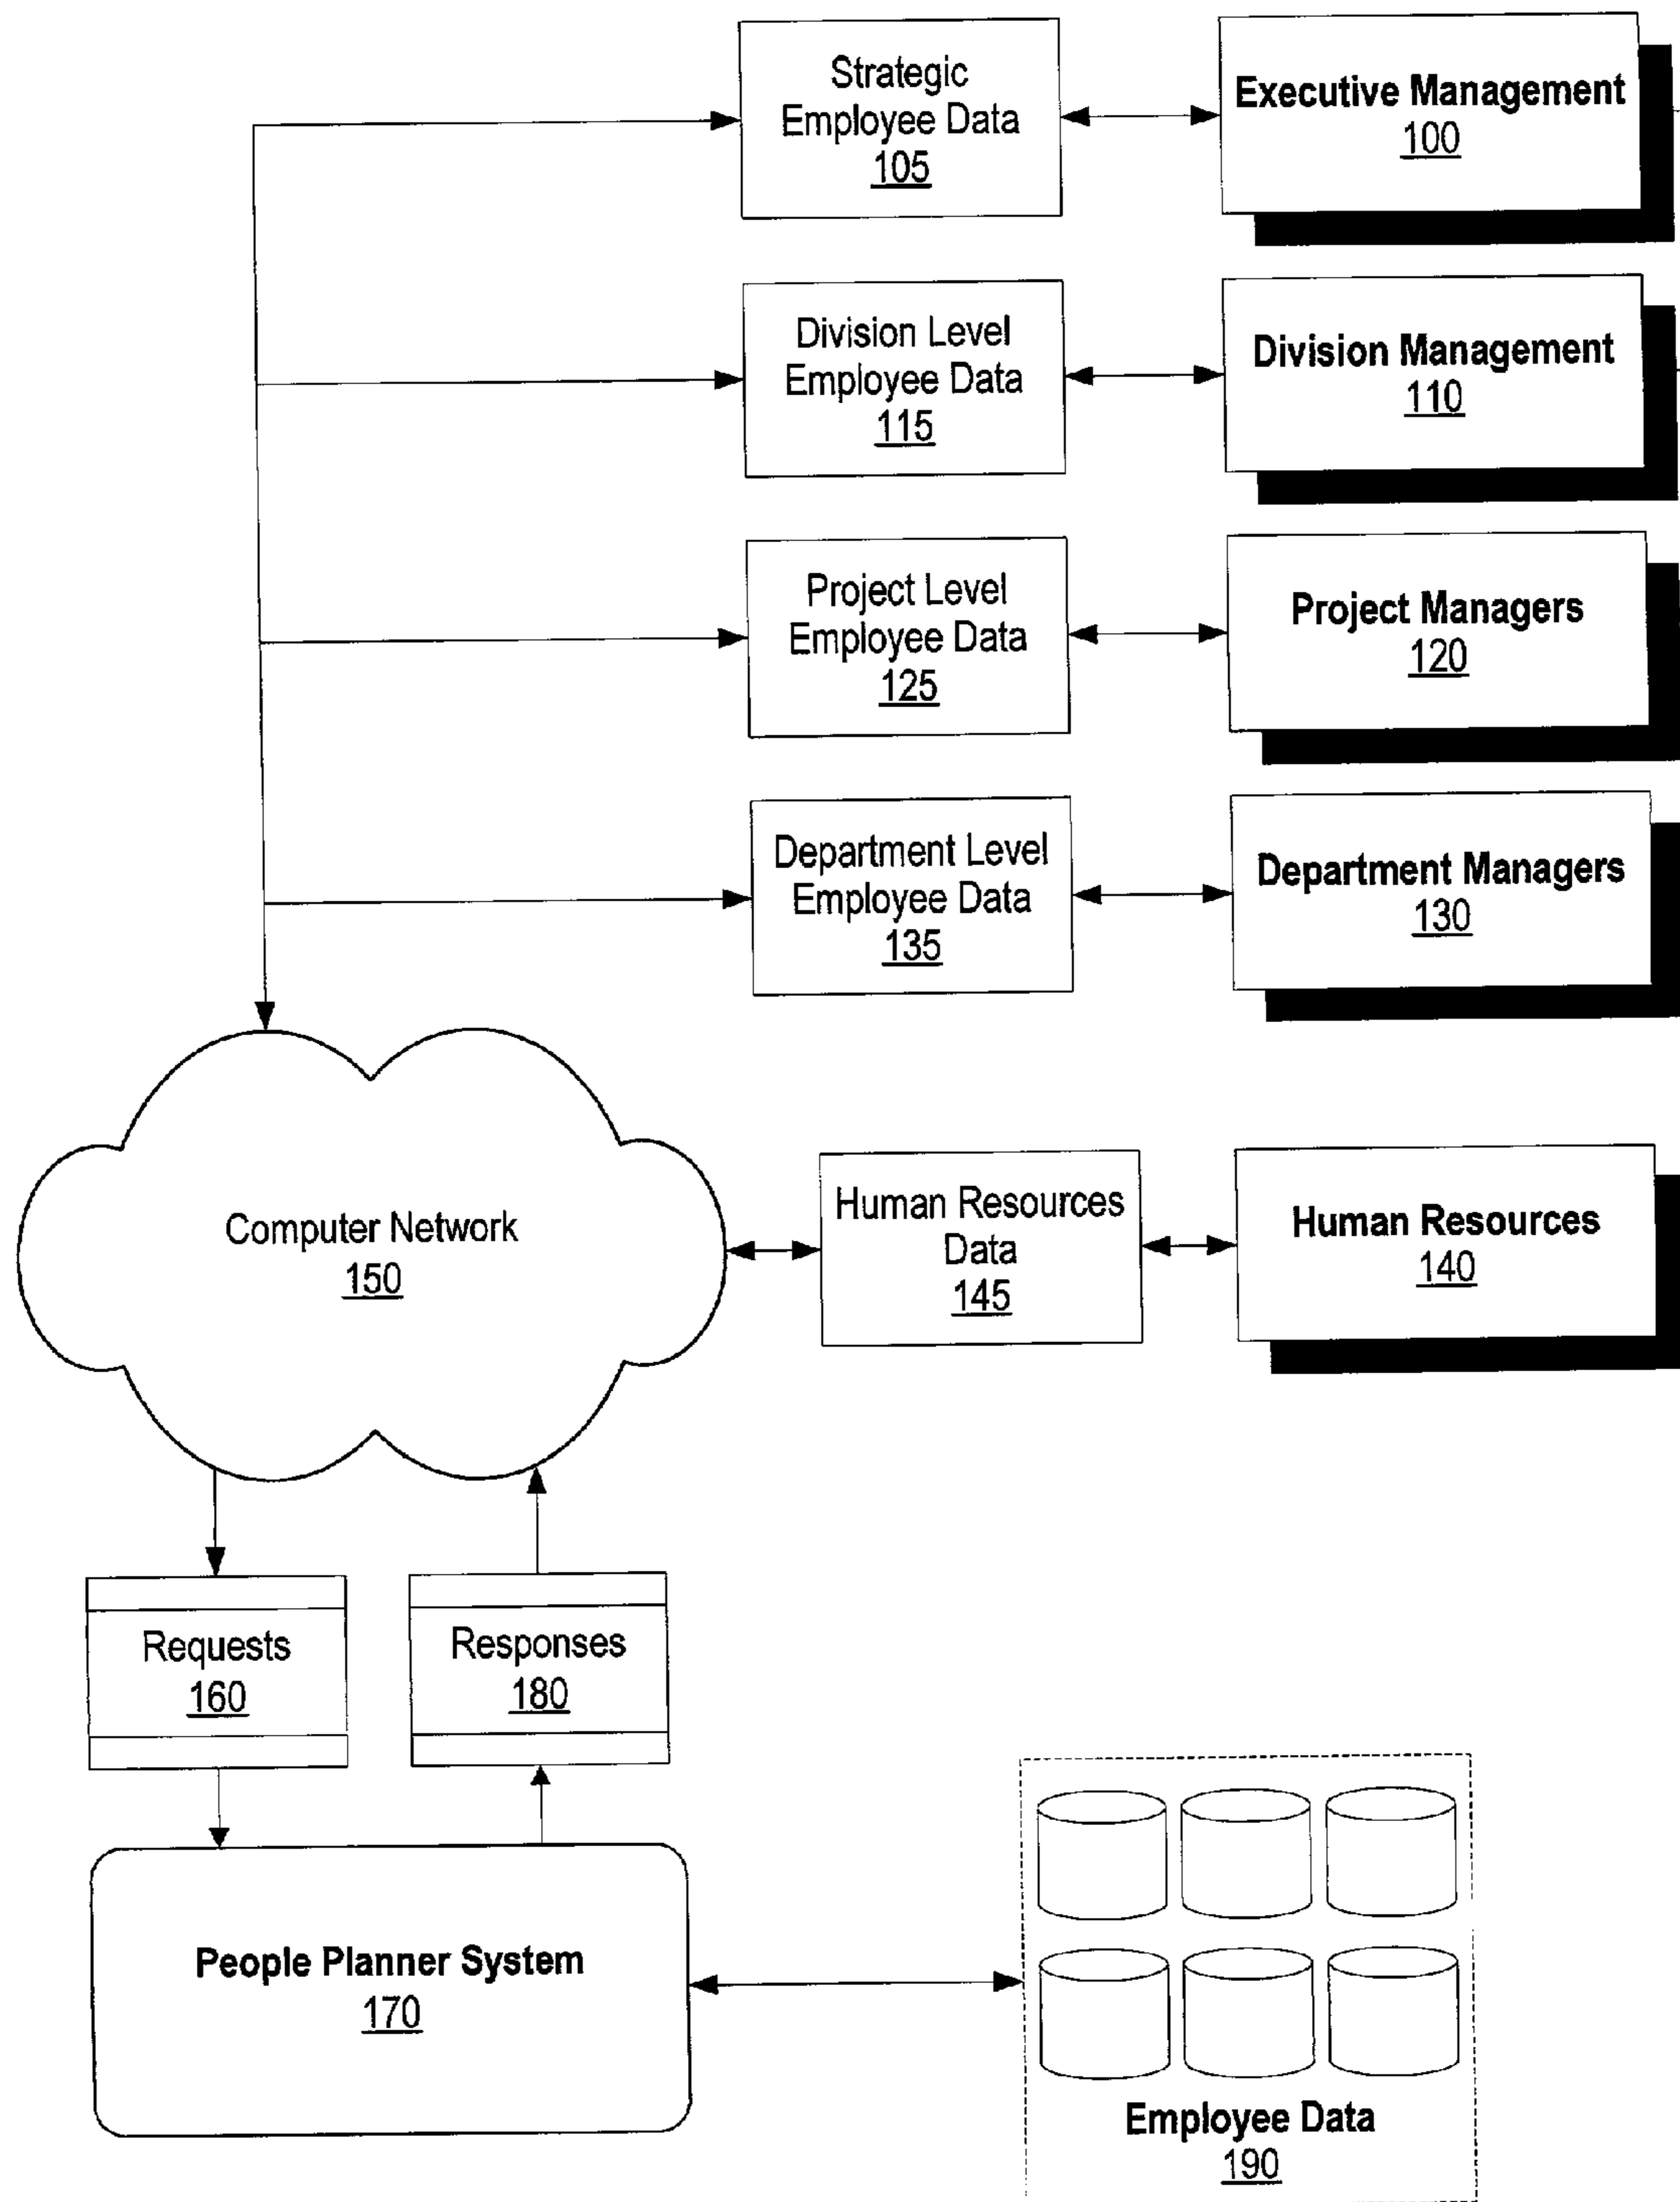 Strategic
Employee Data
105
Executive Management
100
Division Level
Employee Data
115
Division Management
110
Project Level
Employee Data
125
Project Managers
120
Department Level
Employee Data
135
Department Managers
130
Computer Network
150
Human Resources
Data
145
Human Resources
140
Requests
160
Responses
180
People Planner System
170
Employee Data
190